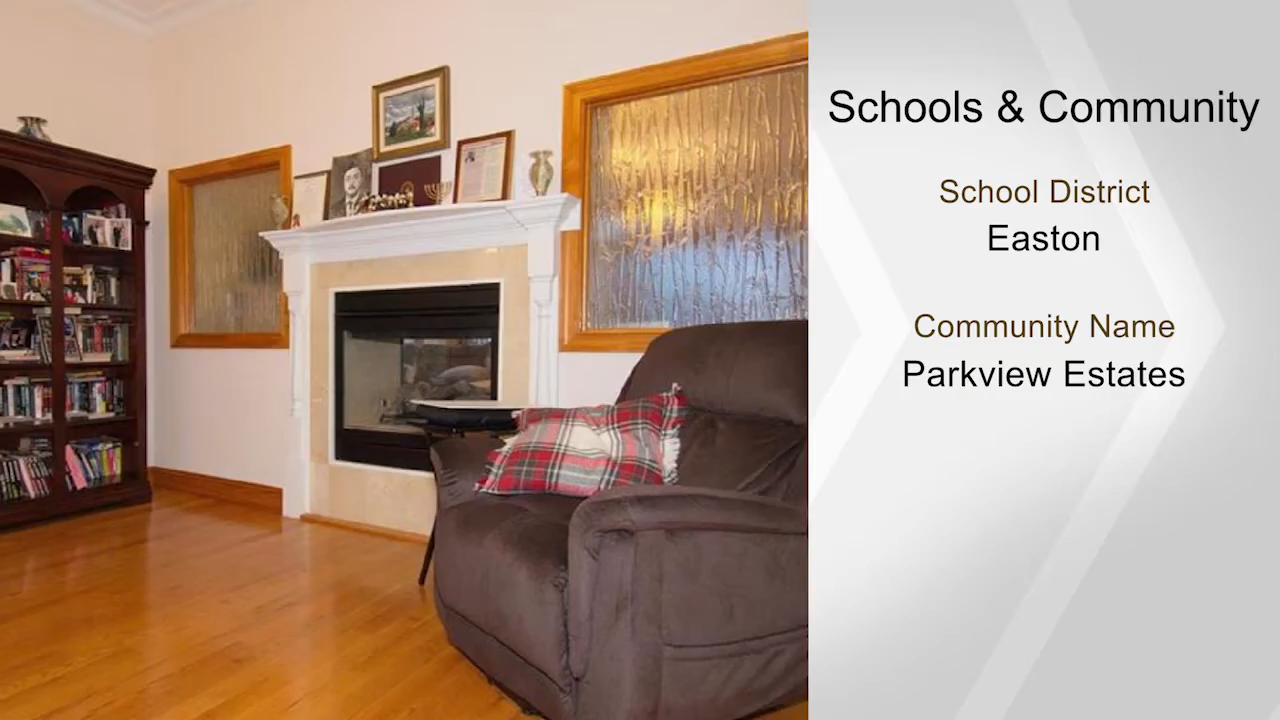 Schools & Community
School District
Easton
Community Name
Parkview Estates